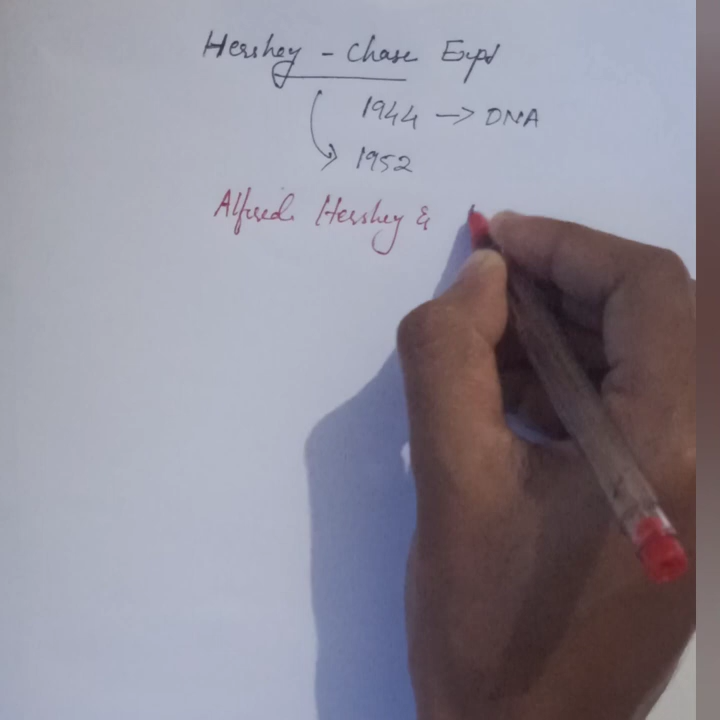 Hershey - Chase Expt
1944 → DNA
1952
Alfred Hershey &